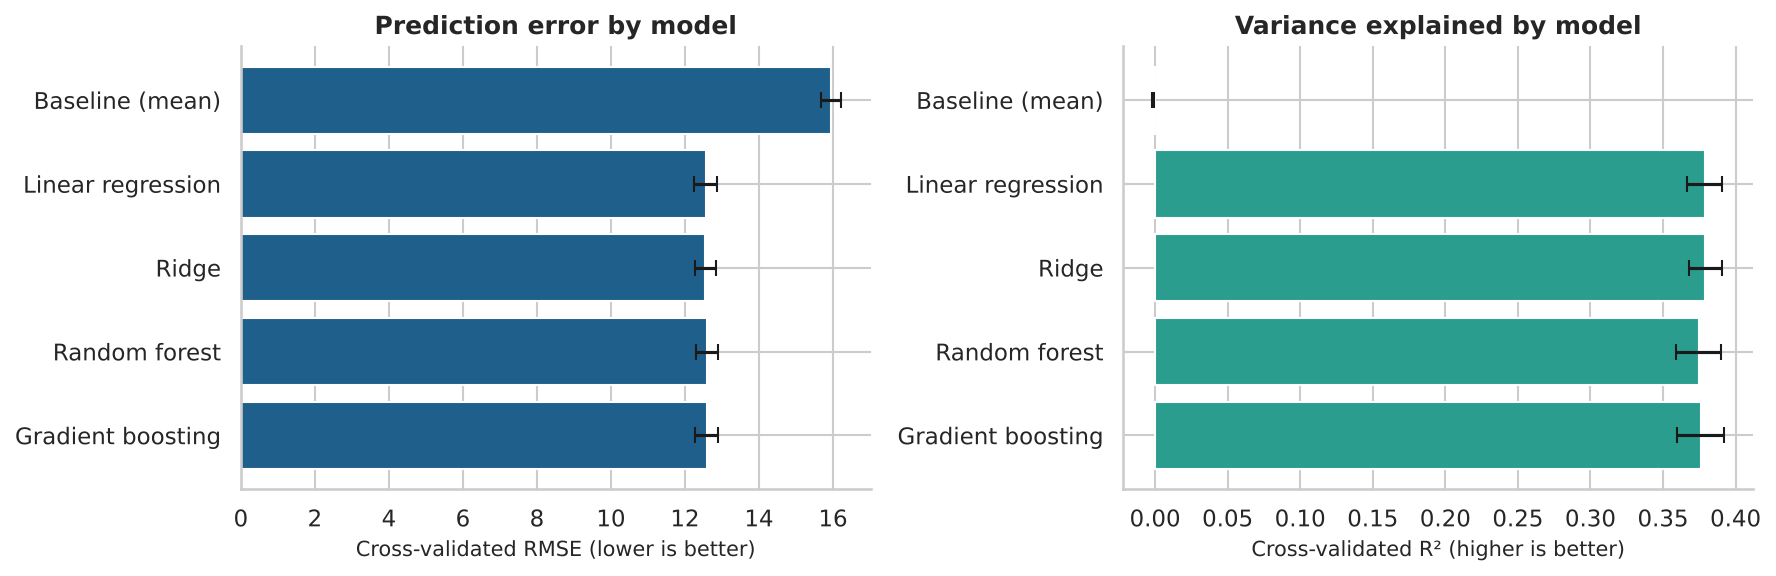 Prediction error by model
Baseline (mean)
Linear regression
Ridge
Random forest
Gradient boosting
0 2 4 6 8 10 12 14 16
Cross-validated RMSE (lower is better)
Variance explained by model
Baseline (mean)
Linear regression
Ridge
Random forest
Gradient boosting
0.00 0.05 0.10 0.15 0.20 0.25 0.30 0.35 0.40
Cross-validated R² (higher is better)